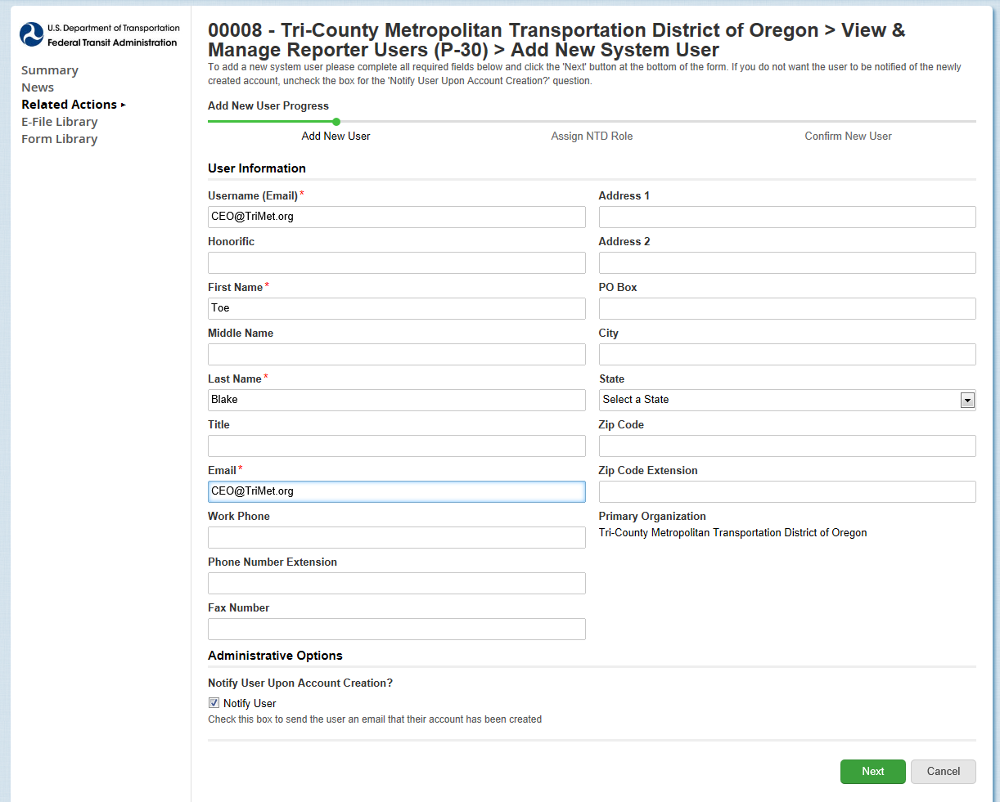 U.S. Department of Transportation
Federal Transit Administration
Summary
News
Related Actions
E-File Library
Form Library
00008 - Tri-County Metropolitan Transportation District of Oregon > View &
Manage Reporter Users (P-30) > Add New System User
To add a new system user please complete all required fields below and click the 'Next' button at the bottom of the form. If you do not want the user to be notified of the newly
created account, uncheck the box for the 'Notify User Upon Account Creation?' question.
Add New User Progress
Add New User
Assign NTD Role
Confirm New User
User Information
Username (Email) *
CEO@TriMet.org
Honorific
First Name *
Toe
Middle Name
Last Name *
Blake
Title
Email *
CEO@TriMet.org
Work Phone
Phone Number Extension
Fax Number
Address 1
Address 2
PO Box
City
State
Select a State
Zip Code
Zip Code Extension
Primary Organization
Tri-County Metropolitan Transportation District of Oregon
Administrative Options
Notify User Upon Account Creation?
Notify User
Check this box to send the user an email that their account has been created
Next
Cancel